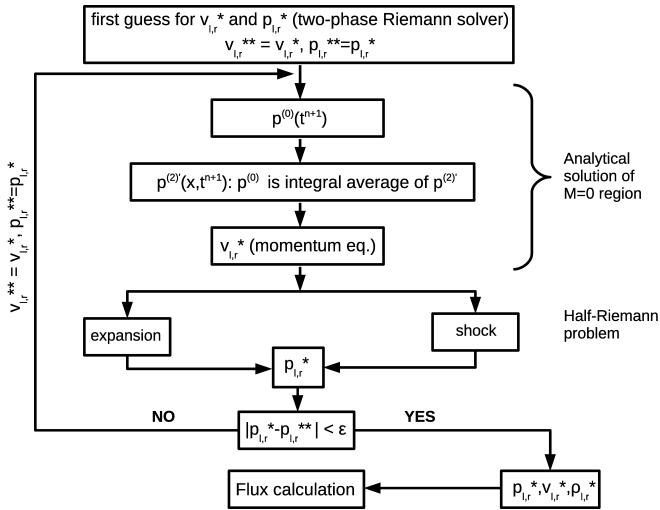 first guess for v_l,r* and p_l,r* (two-phase Riemann solver)
v_l,r** = v_l,r*, p_l,r**=p_l,r*
p^(0)(t^n+1)
p^(2)'(x,t^n+1): p^(0) is integral average of p^(2)'
v_l,r* (momentum eq.)
Analytical
solution of
M=0 region
v_l,r** = v_l,r*, p_l,r**=p_l,r*
expansion
shock
Half-Riemann
problem
p_l,r*
NO
|p_l,r*-p_l,r**| < ε
YES
Flux calculation
p_l,r*,v_l,r*,ρ_l,r*